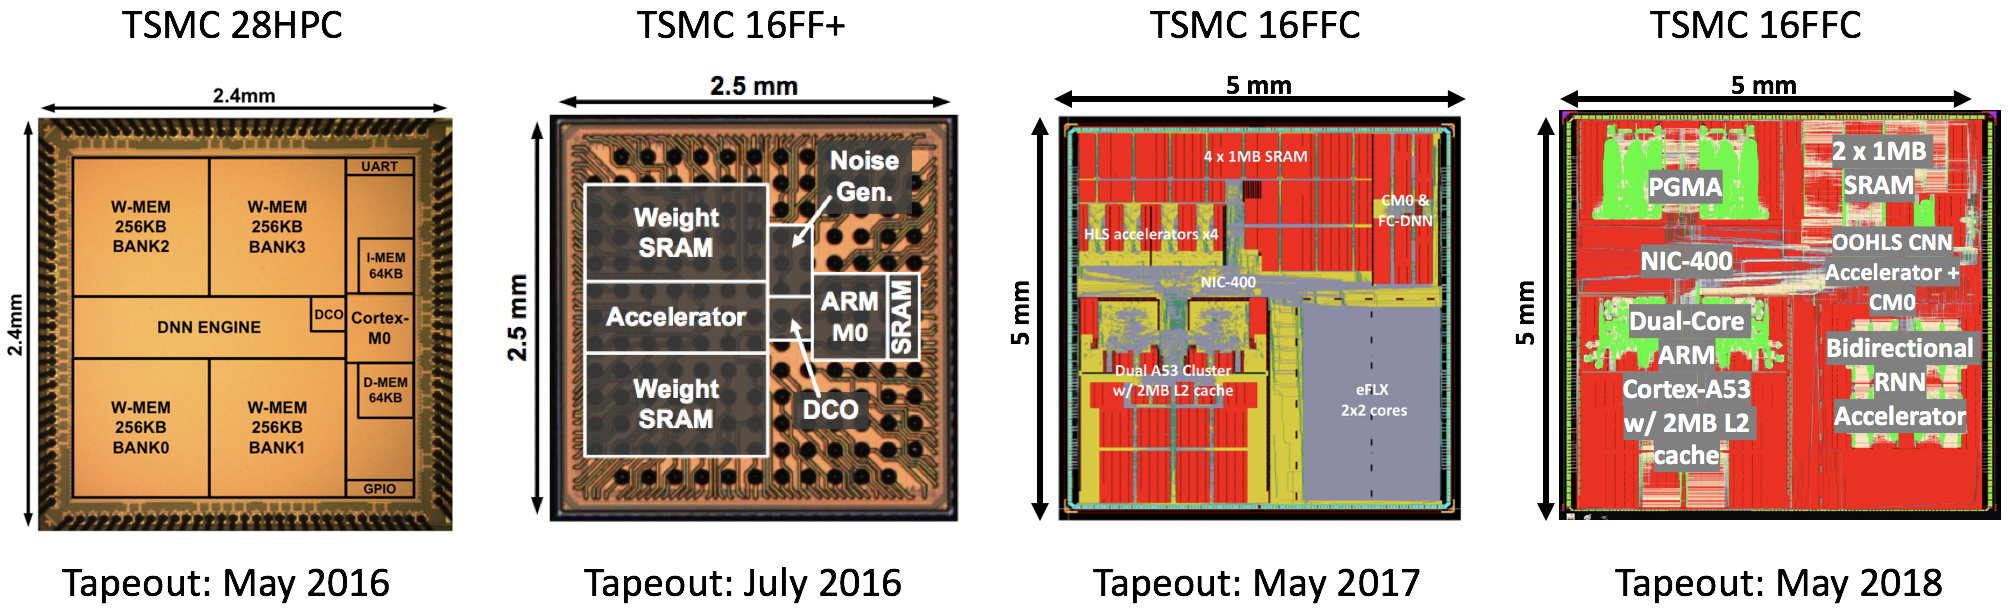 TSMC 28HPC
2.4mm
2.4mm
W-MEM
256KB
BANK2
W-MEM
256KB
BANK3
UART
I-MEM
64KB
DNN ENGINE
DCO
Cortex-
M0
W-MEM
256KB
BANK0
W-MEM
256KB
BANK1
D-MEM
64KB
GPIO
Tapeout: May 2016
TSMC 16FF+
2.5 mm
2.5 mm
Noise
Gen.
Weight
SRAM
Accelerator
ARM
M0
SRAM
Weight
SRAM
DCO
Tapeout: July 2016
TSMC 16FFC
5 mm
5 mm
4 x 1MB SRAM
CM0 &
FC-DNN
HLS accelerators x4
NIC-400
Dual A53 Cluster
w/ 2MB L2 cache
eFLX
2x2 cores
Tapeout: May 2017
TSMC 16FFC
5 mm
5 mm
PGMA
2 x 1MB
SRAM
NIC-400
OOHLS CNN
Accelerator +
CM0
Dual-Core
ARM
Cortex-A53
w/ 2MB L2
cache
Bidirectional
RNN
Accelerator
Tapeout: May 2018